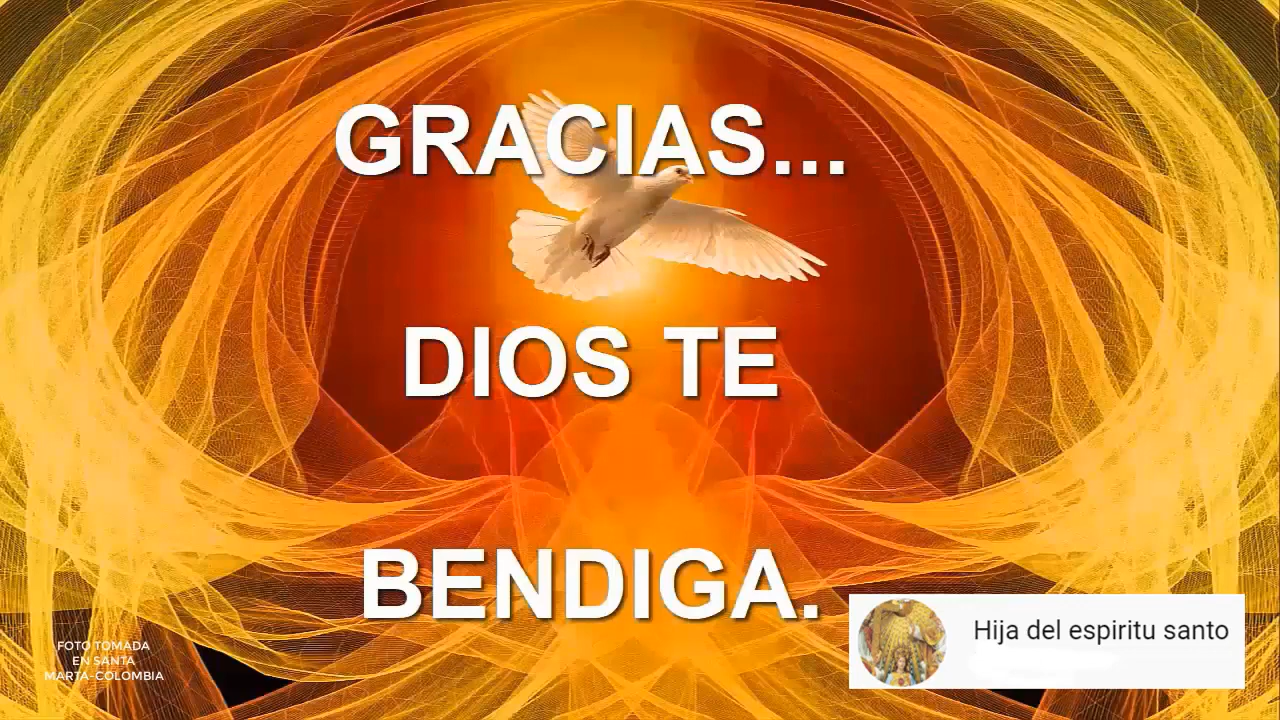 GRACIAS...
DIOS TE
BENDIGA.
FOTO TOMADA
EN SANTA
MARTA-COLOMBIA
Hija del espiritu santo